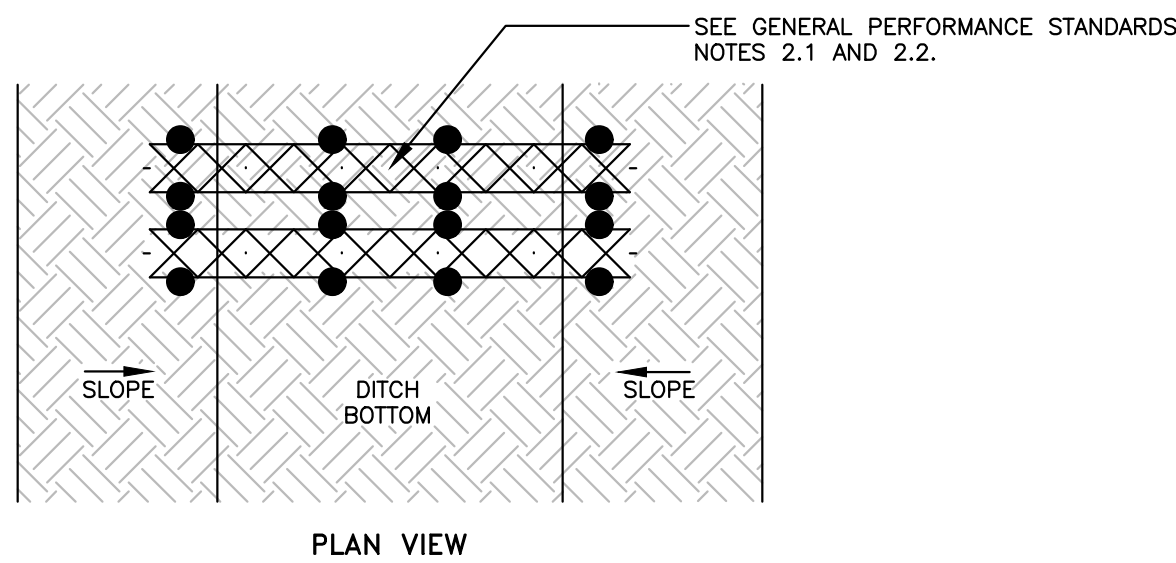 SEE GENERAL PERFORMANCE STANDARDS
NOTES 2.1 AND 2.2.
SLOPE
DITCH
BOTTOM
SLOPE
PLAN VIEW